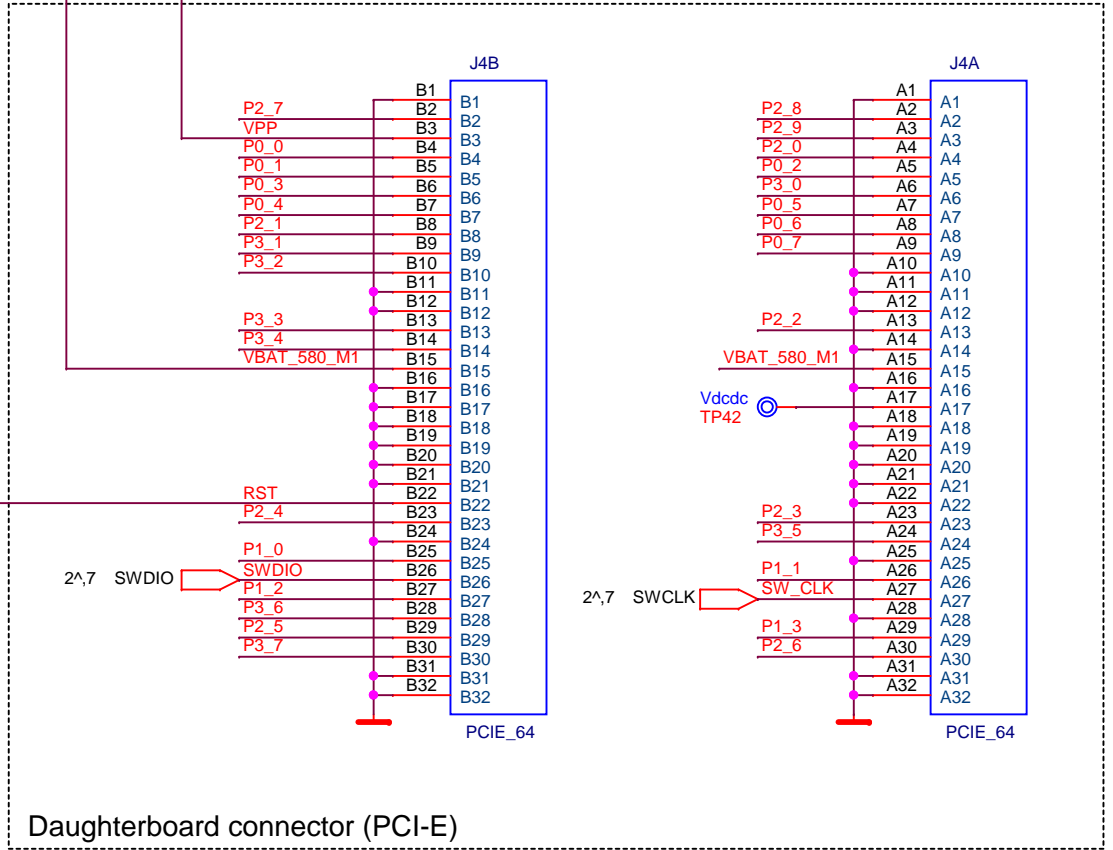 J4B
B1 B1
P2_7 B2 B2
VPP B3 B3
P0_0 B4 B4
P0_1 B5 B5
P0_3 B6 B6
P0_4 B7 B7
P2_1 B8 B8
P3_1 B9 B9
P3_2 B10 B10
B11 B11
B12 B12
P3_3 B13 B13
P3_4 B14 B14
VBAT_580_M1 B15 B15
B16 B16
B17 B17
B18 B18
B19 B19
B20 B20
B21 B21
RST B22 B22
P2_4 B23 B23
B24 B24
P1_0 B25 B25
2^,7 SWDIO SWDIO B26 B26
P1_2 B27 B27
P3_6 B28 B28
P2_5 B29 B29
P3_7 B30 B30
B31 B31
B32 B32
PCIE_64
J4A
A1 A1
P2_8 A2 A2
P2_9 A3 A3
P2_0 A4 A4
P0_2 A5 A5
P3_0 A6 A6
P0_5 A7 A7
P0_6 A8 A8
P0_7 A9 A9
A10 A10
A11 A11
A12 A12
P2_2 A13 A13
A14 A14
VBAT_580_M1 A15 A15
A16 A16
Vdcdc A17 A17
TP42 A18 A18
A19 A19
A20 A20
A21 A21
A22 A22
P2_3 A23 A23
P3_5 A24 A24
A25 A25
P1_1 A26 A26
2^,7 SWCLK SW_CLK A27 A27
A28 A28
P1_3 A29 A29
P2_6 A30 A30
A31 A31
A32 A32
PCIE_64
Daughterboard connector (PCI-E)